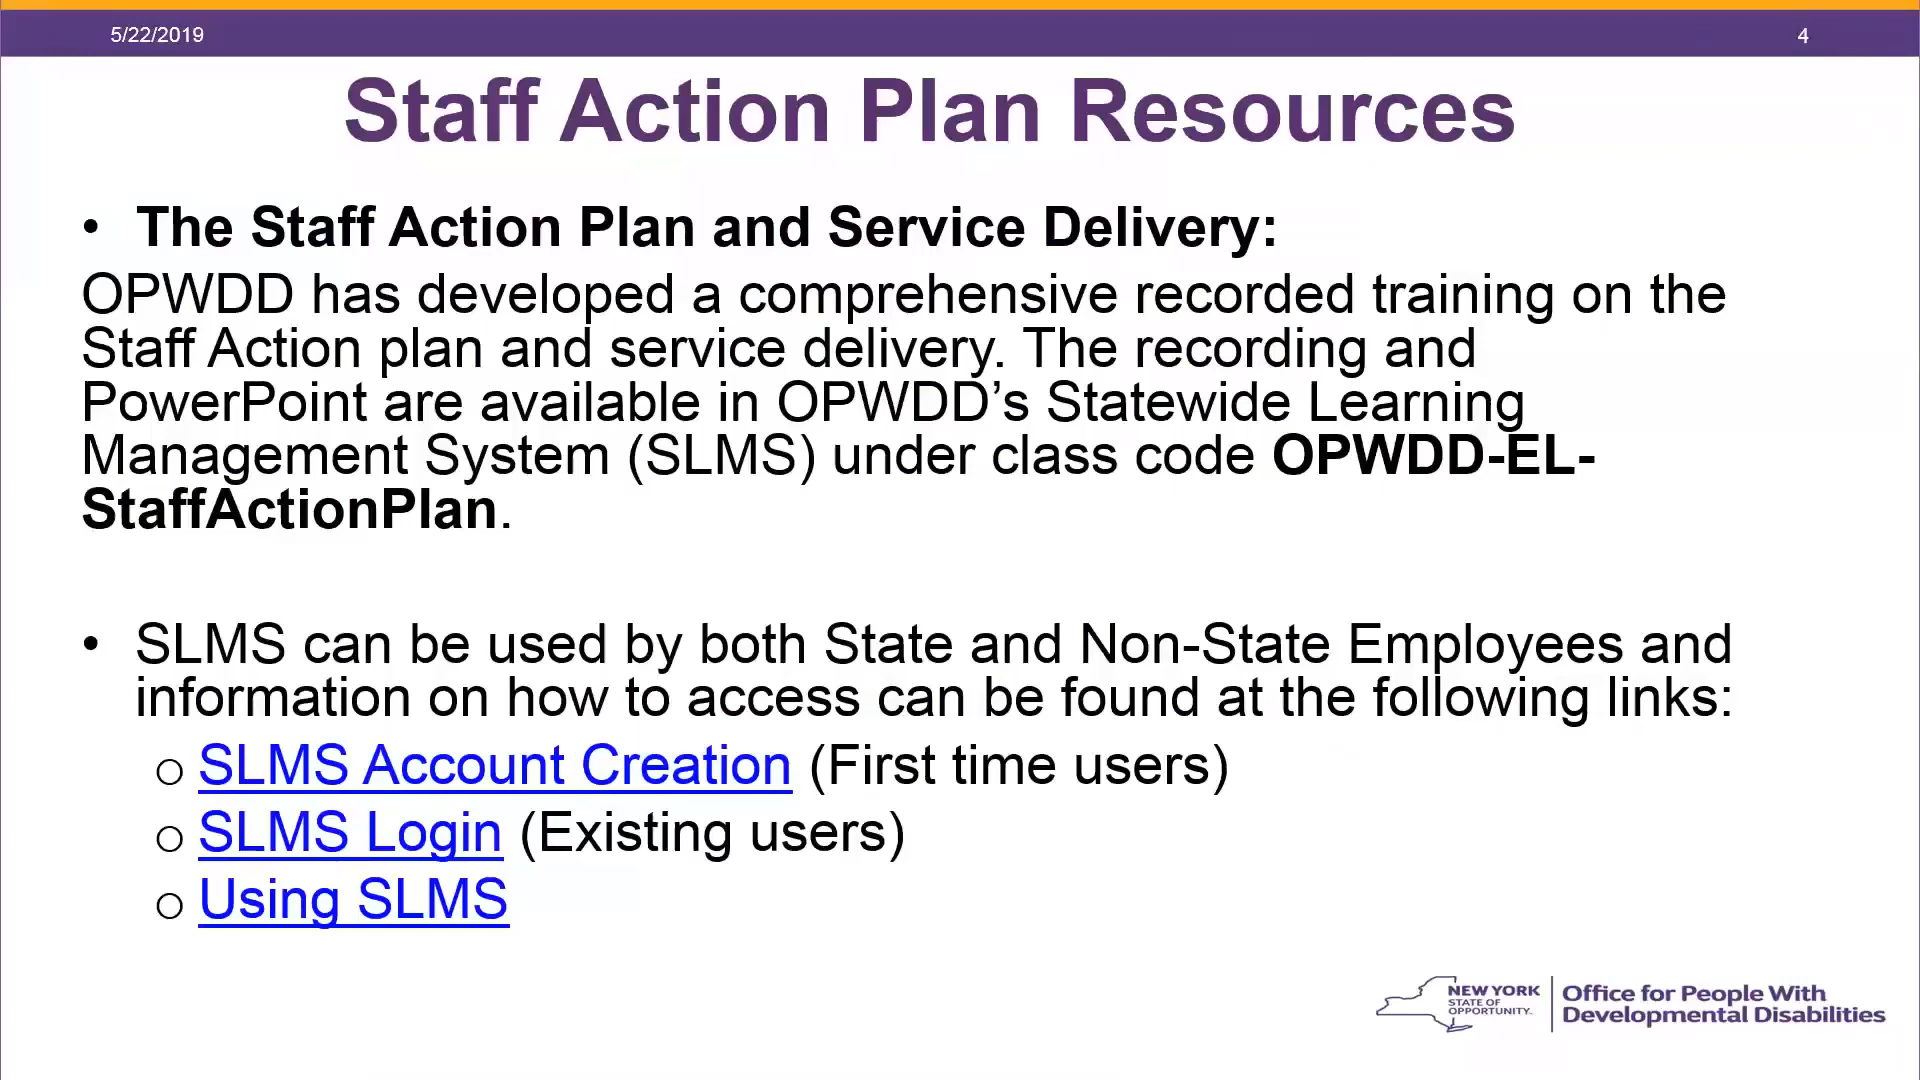 5/22/2019
4
Staff Action Plan Resources
• The Staff Action Plan and Service Delivery:
OPWDD has developed a comprehensive recorded training on the
Staff Action plan and service delivery. The recording and
PowerPoint are available in OPWDD’s Statewide Learning
Management System (SLMS) under class code OPWDD-EL-
StaffActionPlan.
• SLMS can be used by both State and Non-State Employees and
information on how to access can be found at the following links:
o SLMS Account Creation (First time users)
o SLMS Login (Existing users)
o Using SLMS
NEW YORK
STATE OF
OPPORTUNITY.
Office for People With
Developmental Disabilities